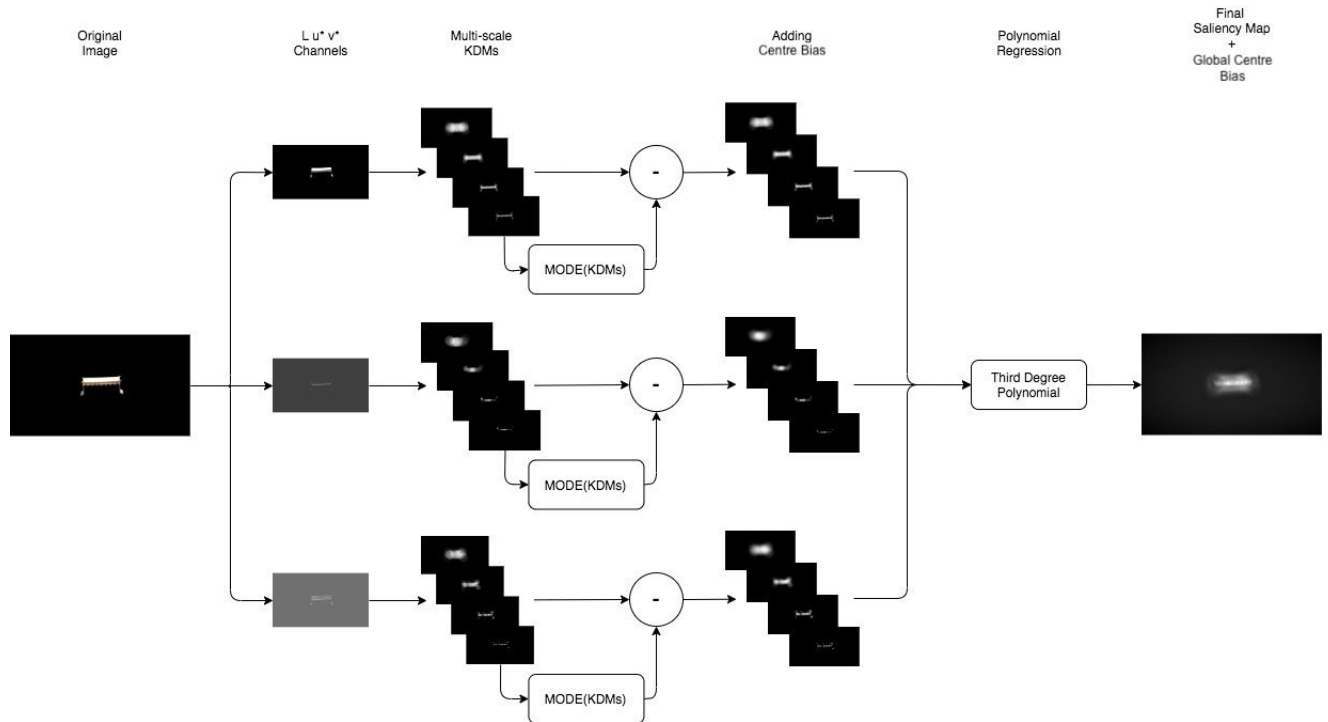 Original
Image
L u* v*
Channels
Multi-scale
KDMs
Adding
Centre Bias
Polynomial
Regression
Final
Saliency Map
+
Global Centre
Bias
-
MODE(KDMs)
-
MODE(KDMs)
Third Degree
Polynomial
-
MODE(KDMs)